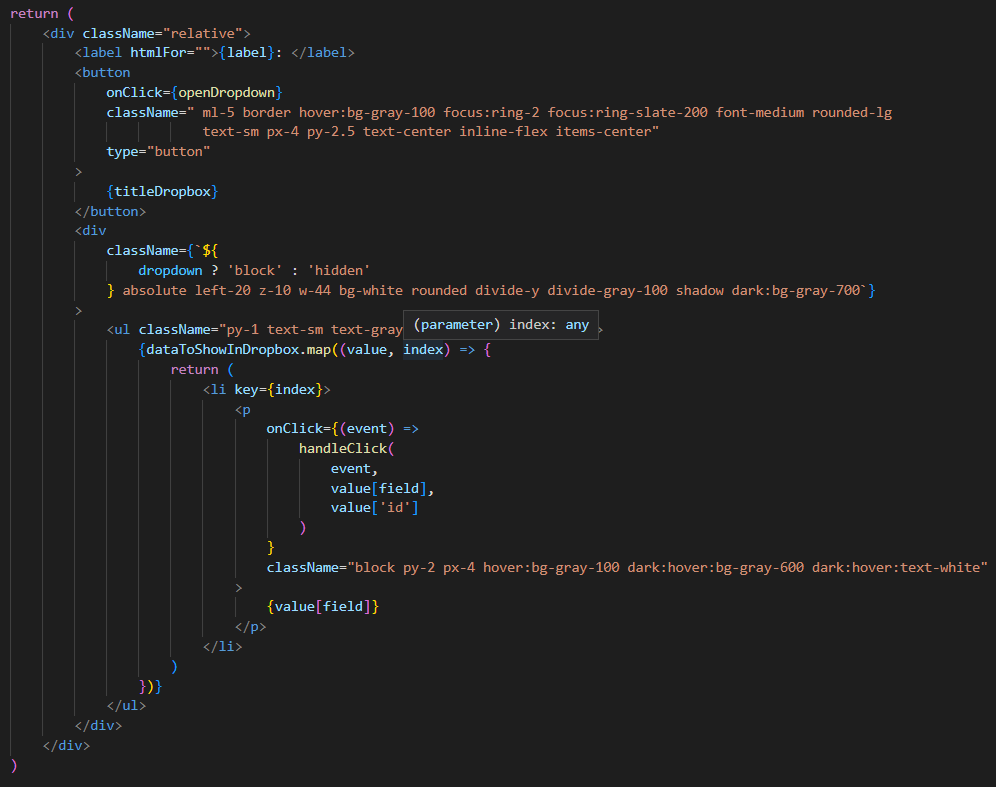 return (
<div className="relative">
<label htmlFor="">{label}: </label>
<button
onClick={openDropdown}
className=" ml-5 border hover:bg-gray-100 focus:ring-2 focus:ring-slate-200 font-medium rounded-lg
text-sm px-4 py-2.5 text-center inline-flex items-center"
type="button"
>
{titleDropbox}
</button>
<div
className={`${
dropdown ? 'block' : 'hidden'
} absolute left-20 z-10 w-44 bg-white rounded divide-y divide-gray-100 shadow dark:bg-gray-700`}
>
(parameter) index: any
<ul className="py-1 text-sm text-gray >
{dataToShowInDropbox.map((value, index) => {
return (
<li key={index}>
<p
onClick={(event) =>
handleClick(
event,
value[field],
value['id']
)
}
className="block py-2 px-4 hover:bg-gray-100 dark:hover:bg-gray-600 dark:hover:text-white"
>
{value[field]}
</p>
</li>
)
})}
</ul>
</div>
</div>
)